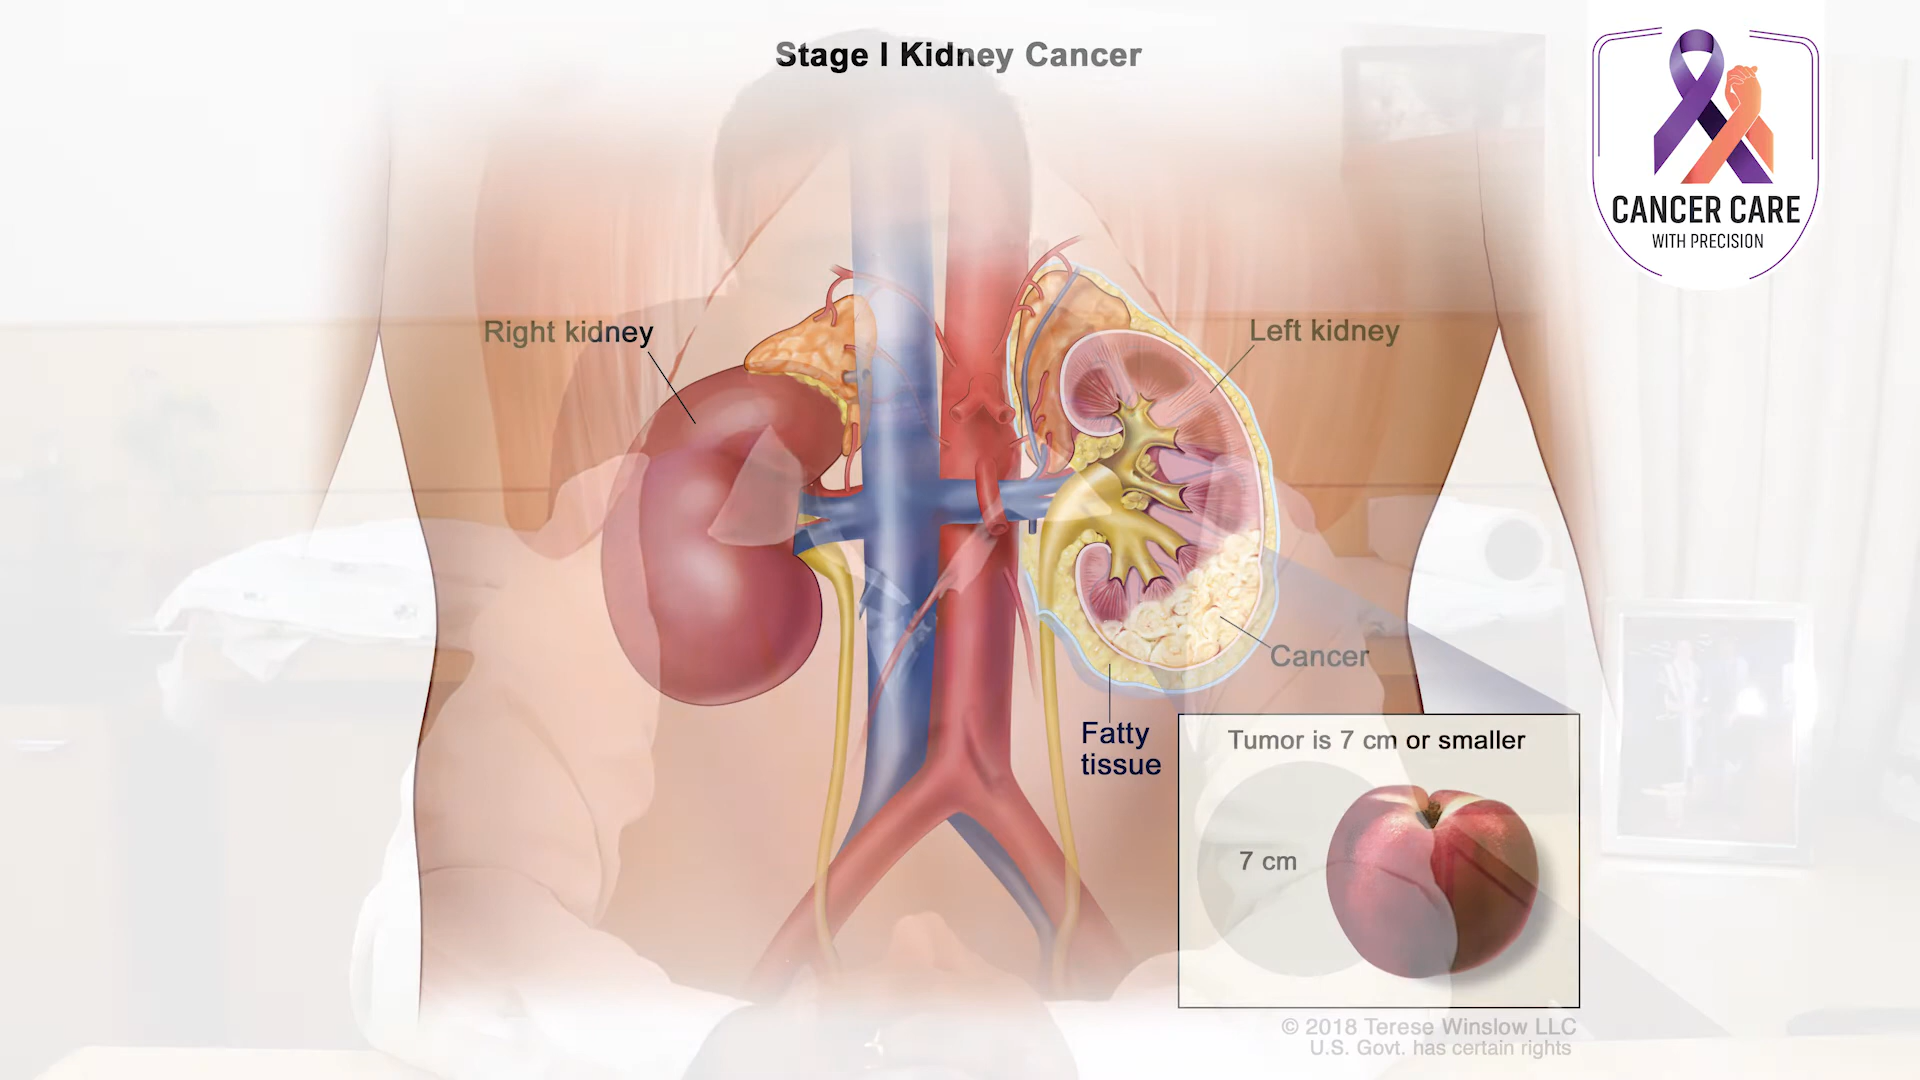 Stage I Kidney Cancer
CANCER CARE
WITH PRECISION
Right kidney
Left kidney
Cancer
Fatty
tissue
Tumor is 7 cm or smaller
7 cm
© 2018 Terese Winslow LLC
U.S. Govt. has certain rights